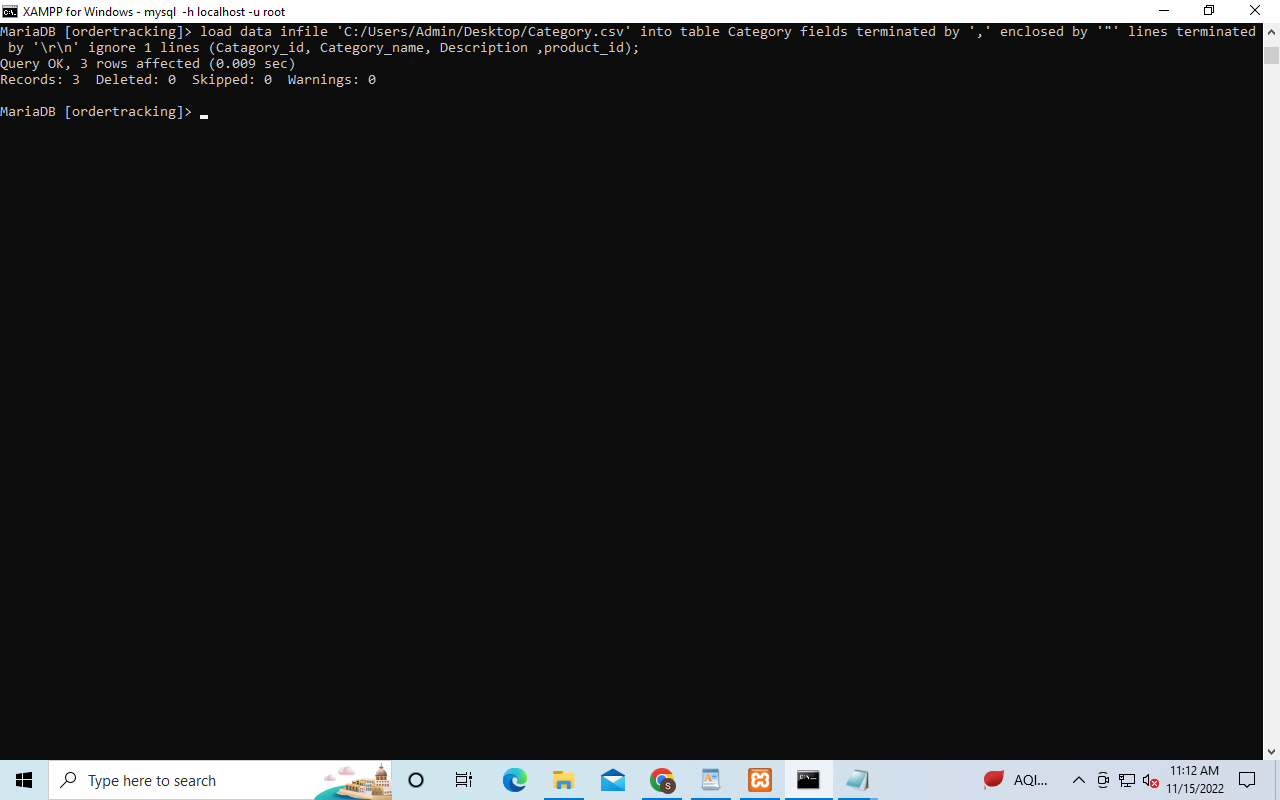 XAMPP for Windows - mysql  -h localhost -u root
MariaDB [ordertracking]> load data infile 'C:/Users/Admin/Desktop/Category.csv' into table Category fields terminated by ',' enclosed by '"' lines terminated
 by '\r\n' ignore 1 lines (Catagory_id, Category_name, Description ,product_id);
Query OK, 3 rows affected (0.009 sec)
Records: 3  Deleted: 0  Skipped: 0  Warnings: 0
MariaDB [ordertracking]>
Type here to search
S
AQI...
11:12 AM
11/15/2022